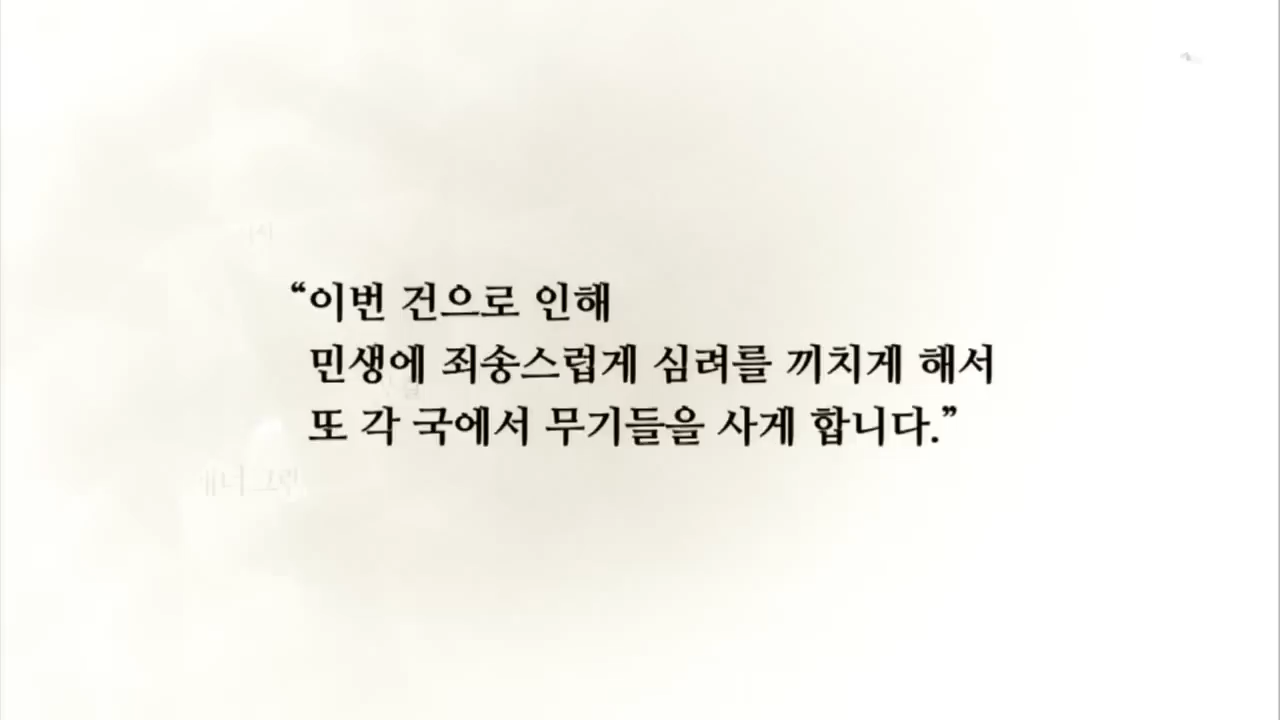 “이번 건으로 인해
민생에 죄송스럽게 심려를 끼치게 해서
또 각 국에서 무기들을 사게 합니다.”